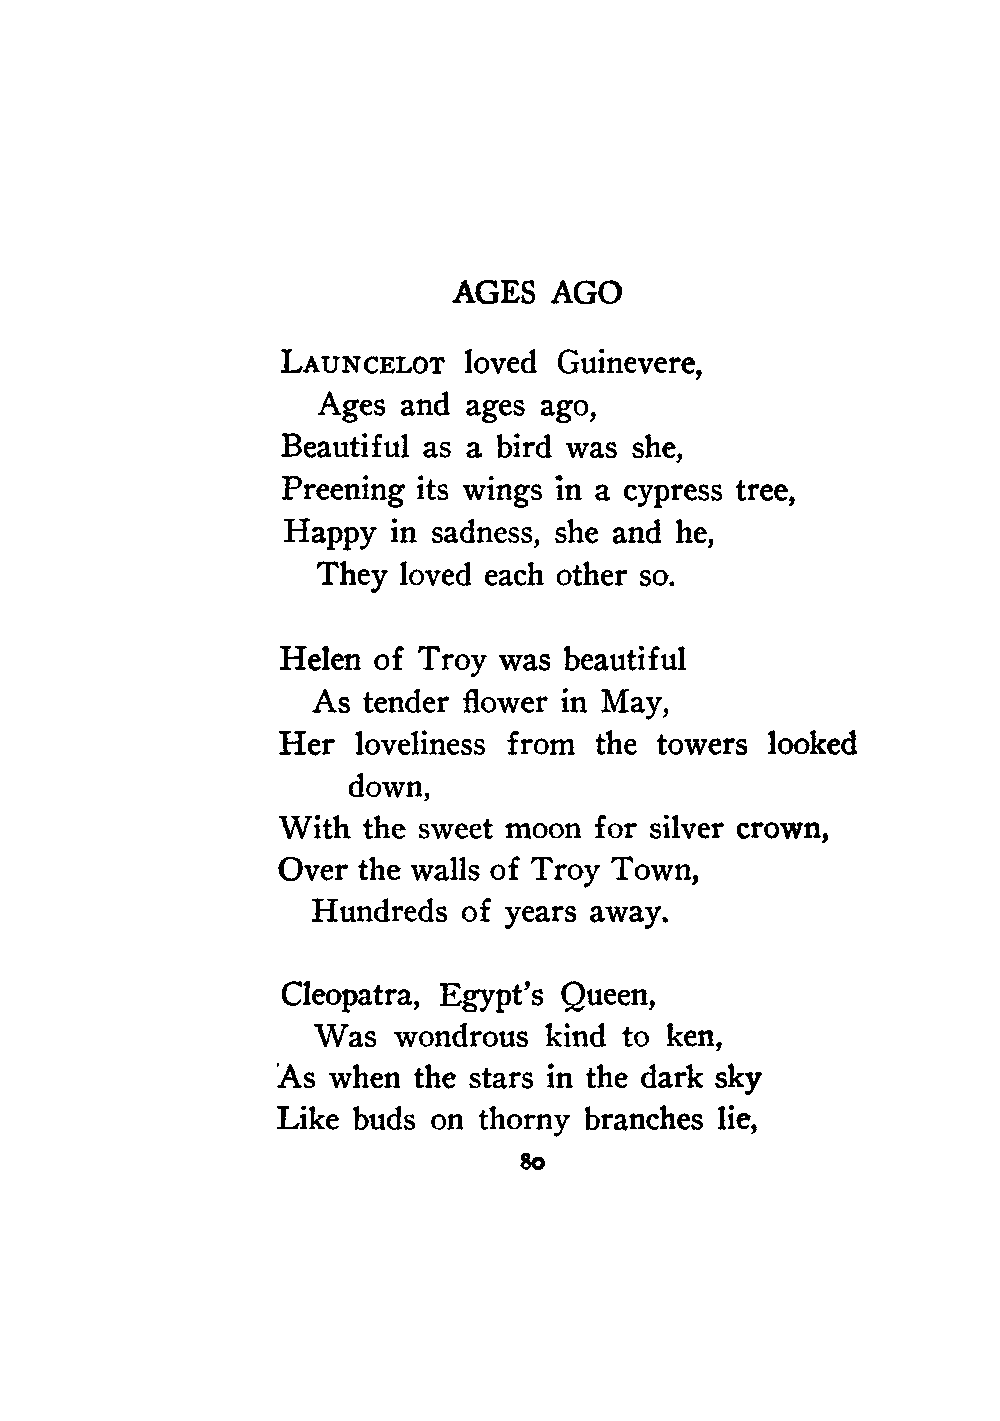 AGES AGO
LAUNCELOT loved Guinevere,
Ages and ages ago,
Beautiful as a bird was she,
Preening its wings in a cypress tree,
Happy in sadness, she and he,
They loved each other so.
Helen of Troy was beautiful
As tender flower in May,
Her loveliness from the towers looked
down,
With the sweet moon for silver crown,
Over the walls of Troy Town,
Hundreds of years away.
Cleopatra, Egypt's Queen,
Was wondrous kind to ken,
As when the stars in the dark sky
Like buds on thorny branches lie,
80